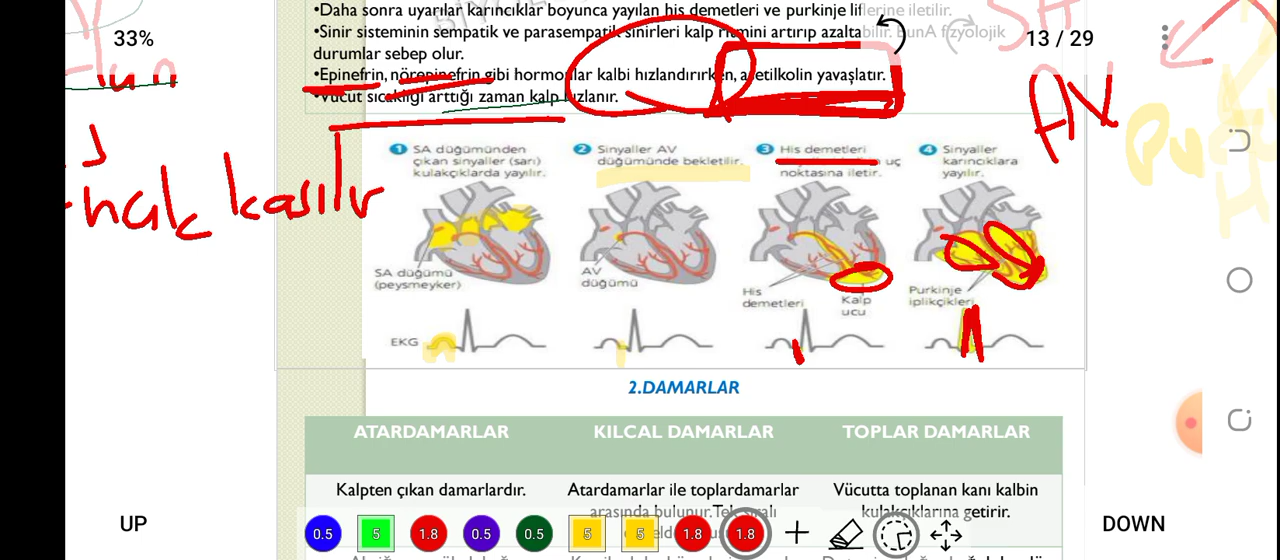 •Daha sonra uyarılar karıncıklar boyunca yayılan his demetleri ve purkinje liflerine iletilir.
•Sinir sisteminin sempatik ve parasempatik sinirleri kalp ritmini artırıp azaltabilir. BunA fizyolojik
durumlar sebep olur.
•Epinefrin, nörepinefrin gibi hormonlar kalbi hızlandırırken, asetilkolin yavaşlatır.
•Vücut sıcaklığı arttığı zaman kalp hızlanır.
33%
13 / 29
SA
AV
kasılır
1 SA düğümünden
çıkan sinyaller (sarı)
kulakçıklarda yayılır.
2 Sinyaller AV
düğümünde bekletilir.
3 His demetleri
uç
noktasına iletir.
4 Sinyaller
karıncıklara
yayılır.
SA düğümü
(peysmeyker)
AV
düğümü
His
demetleri
Kalp
ucu
Purkinje
iplikçikleri
EKG
2.DAMARLAR
ATARDAMARLAR
KILCAL DAMARLAR
TOPLAR DAMARLAR
Kalpten çıkan damarlardır.
Atardamarlar ile toplardamarlar
arasında bulunur.Tek sıralı
Vücutta toplanan kanı kalbin
kulakçıklarına getirir.
UP
0.5
5
1.8
0.5
0.5
5
5
1.8
1.8
DOWN